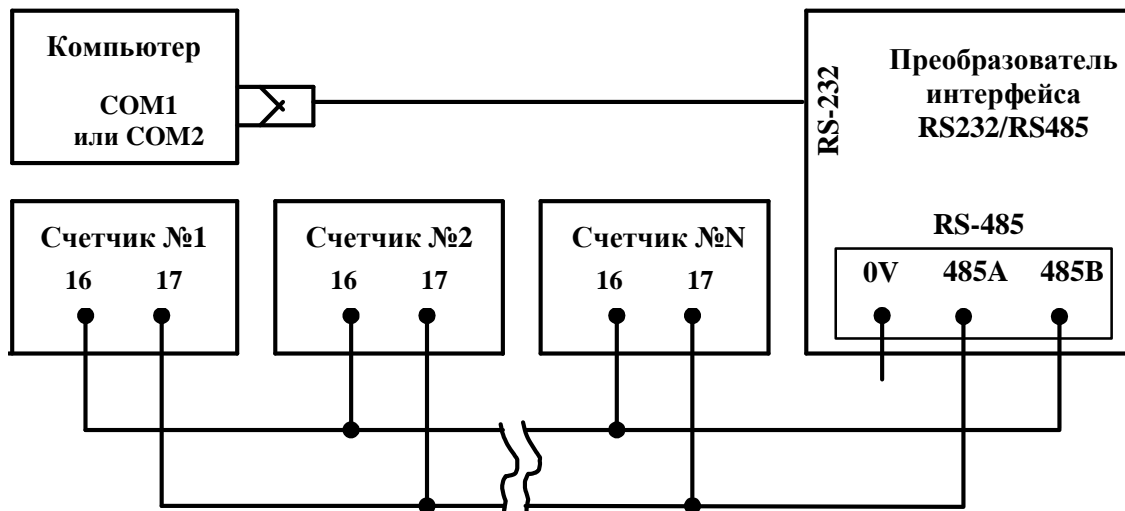 Компьютер
COM1
или COM2
RS-232
Преобразователь
интерфейса
RS232/RS485
Счетчик №1
16 17
Счетчик №2
16 17
Счетчик №N
16 17
RS-485
0V 485A 485B